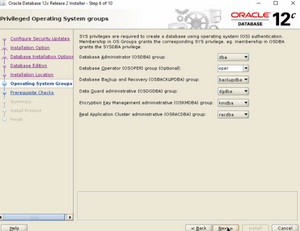 Oracle Database 12c Release 2 Installer - Step 6 of 10
Privileged Operating System groups
ORACLE
DATABASE
12c
Configure Security Updates
Installation Option
Database Installation Options
Database Edition
Installation Location
Operating System Groups
Prerequisite Checks
Summary
Install Product
Finish
SYS privileges are required to create a database using operating system (OS) authentication.
Membership in OS Groups grants the corresponding SYS privilege, eg. membership in OSDBA
grants the SYSDBA privilege.
Database Administrator (OSDBA) group: dba
Database Operator (OSOPER) group (Optional): oper
Database Backup and Recovery (OSBACKUPDBA) group: backupdba
Data Guard administrative (OSDGDBA) group: dgdba
Encryption Key Management administrative (OSKMDBA) group: kmdba
Real Application Cluster administrative (OSRACDBA) group: racdba
Help
< Back
Next >
Install
Cancel